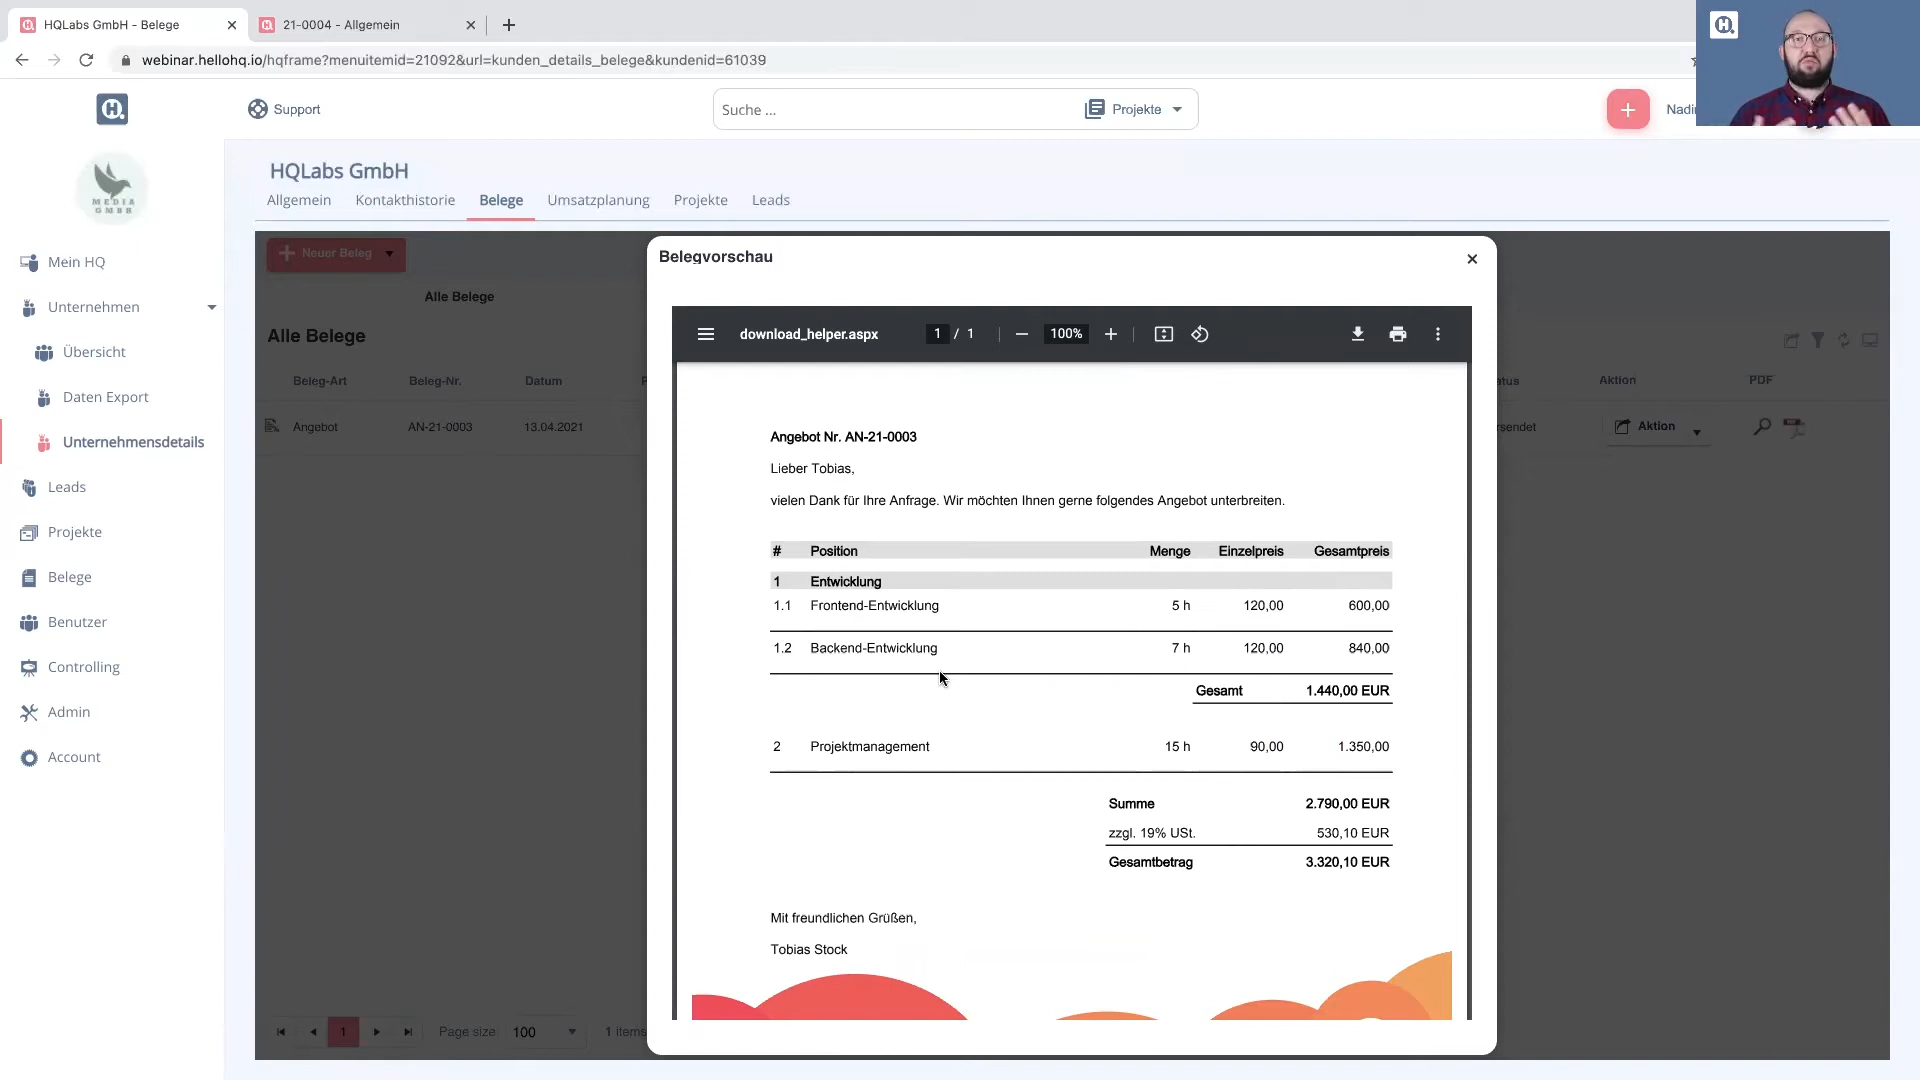 HQLabs GmbH - Belege
21-0004 - Allgemein
webinar.hellohq.io/hqframe?menuitemid=21092&url=kunden_details_belege&kundenid=61039
Support
Suche ...
Projekte
MEDIA
GMBH
HQLabs GmbH
Allgemein Kontakthistorie Belege Umsatzplanung Projekte Leads
Mein HQ
Unternehmen
Übersicht
Daten Export
Unternehmensdetails
Leads
Projekte
Belege
Benutzer
Controlling
Admin
Account
Neuer Beleg
Alle Belege
Alle Belege
Beleg-Art Beleg-Nr. Datum Aktion PDF
Angebot AN-21-0003 13.04.2021 Aktion
Page size 100 1 items
1
Belegvorschau
download_helper.aspx 1 / 1 100%
Angebot Nr. AN-21-0003
Lieber Tobias,
vielen Dank für Ihre Anfrage. Wir möchten Ihnen gerne folgendes Angebot unterbreiten.
# Position Menge Einzelpreis Gesamtpreis
1 Entwicklung
1.1 Frontend-Entwicklung 5 h 120,00 600,00
1.2 Backend-Entwicklung 7 h 120,00 840,00
Gesamt 1.440,00 EUR
2 Projektmanagement 15 h 90,00 1.350,00
Summe 2.790,00 EUR
zzgl. 19% USt. 530,10 EUR
Gesamtbetrag 3.320,10 EUR
Mit freundlichen Grüßen,
Tobias Stock